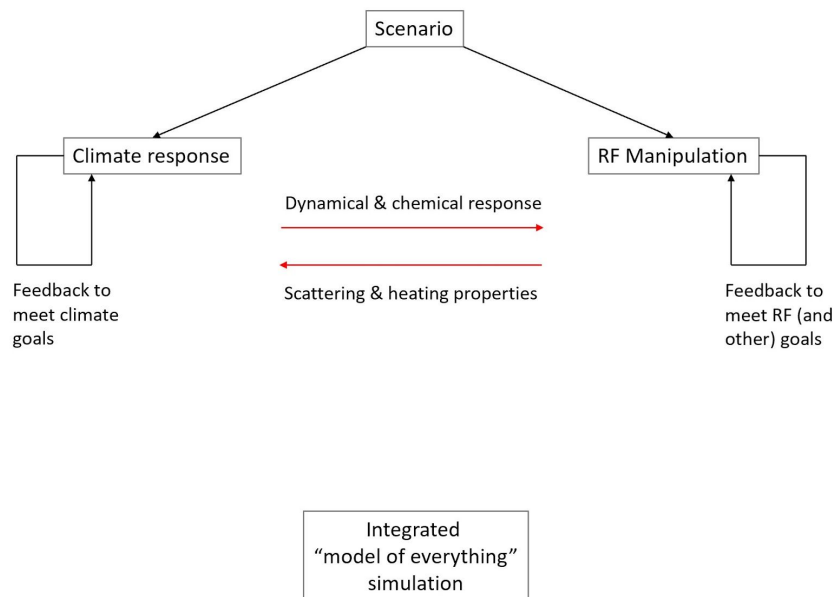 Scenario
Climate response
RF Manipulation
Dynamical & chemical response
Scattering & heating properties
Feedback to
meet climate
goals
Feedback to
meet RF (and
other) goals
Integrated
“model of everything”
simulation